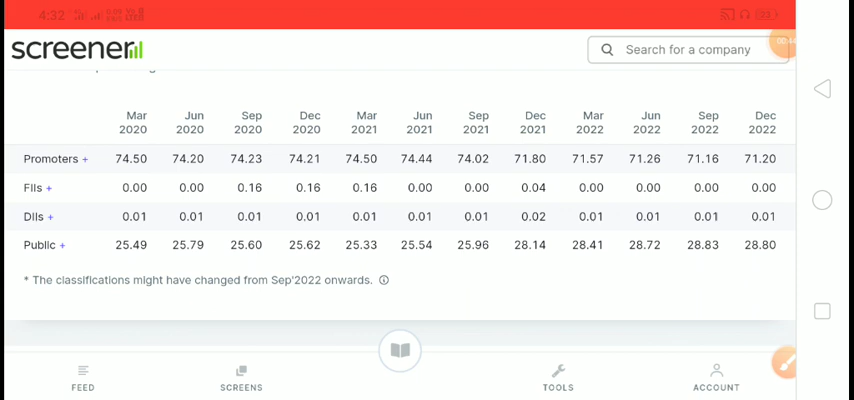 4:32
screener
Search for a company
00:44
Mar 2020 Jun 2020 Sep 2020 Dec 2020 Mar 2021 Jun 2021 Sep 2021 Dec 2021 Mar 2022 Jun 2022 Sep 2022 Dec 2022
Promoters + 74.50 74.20 74.23 74.21 74.50 74.44 74.02 71.80 71.57 71.26 71.16 71.20
FIIs + 0.00 0.00 0.16 0.16 0.16 0.00 0.00 0.04 0.00 0.00 0.00 0.00
DIIs + 0.01 0.01 0.01 0.01 0.01 0.01 0.01 0.02 0.01 0.01 0.01 0.01
Public + 25.49 25.79 25.60 25.62 25.33 25.54 25.96 28.14 28.41 28.72 28.83 28.80
* The classifications might have changed from Sep'2022 onwards.
FEED SCREENS TOOLS ACCOUNT